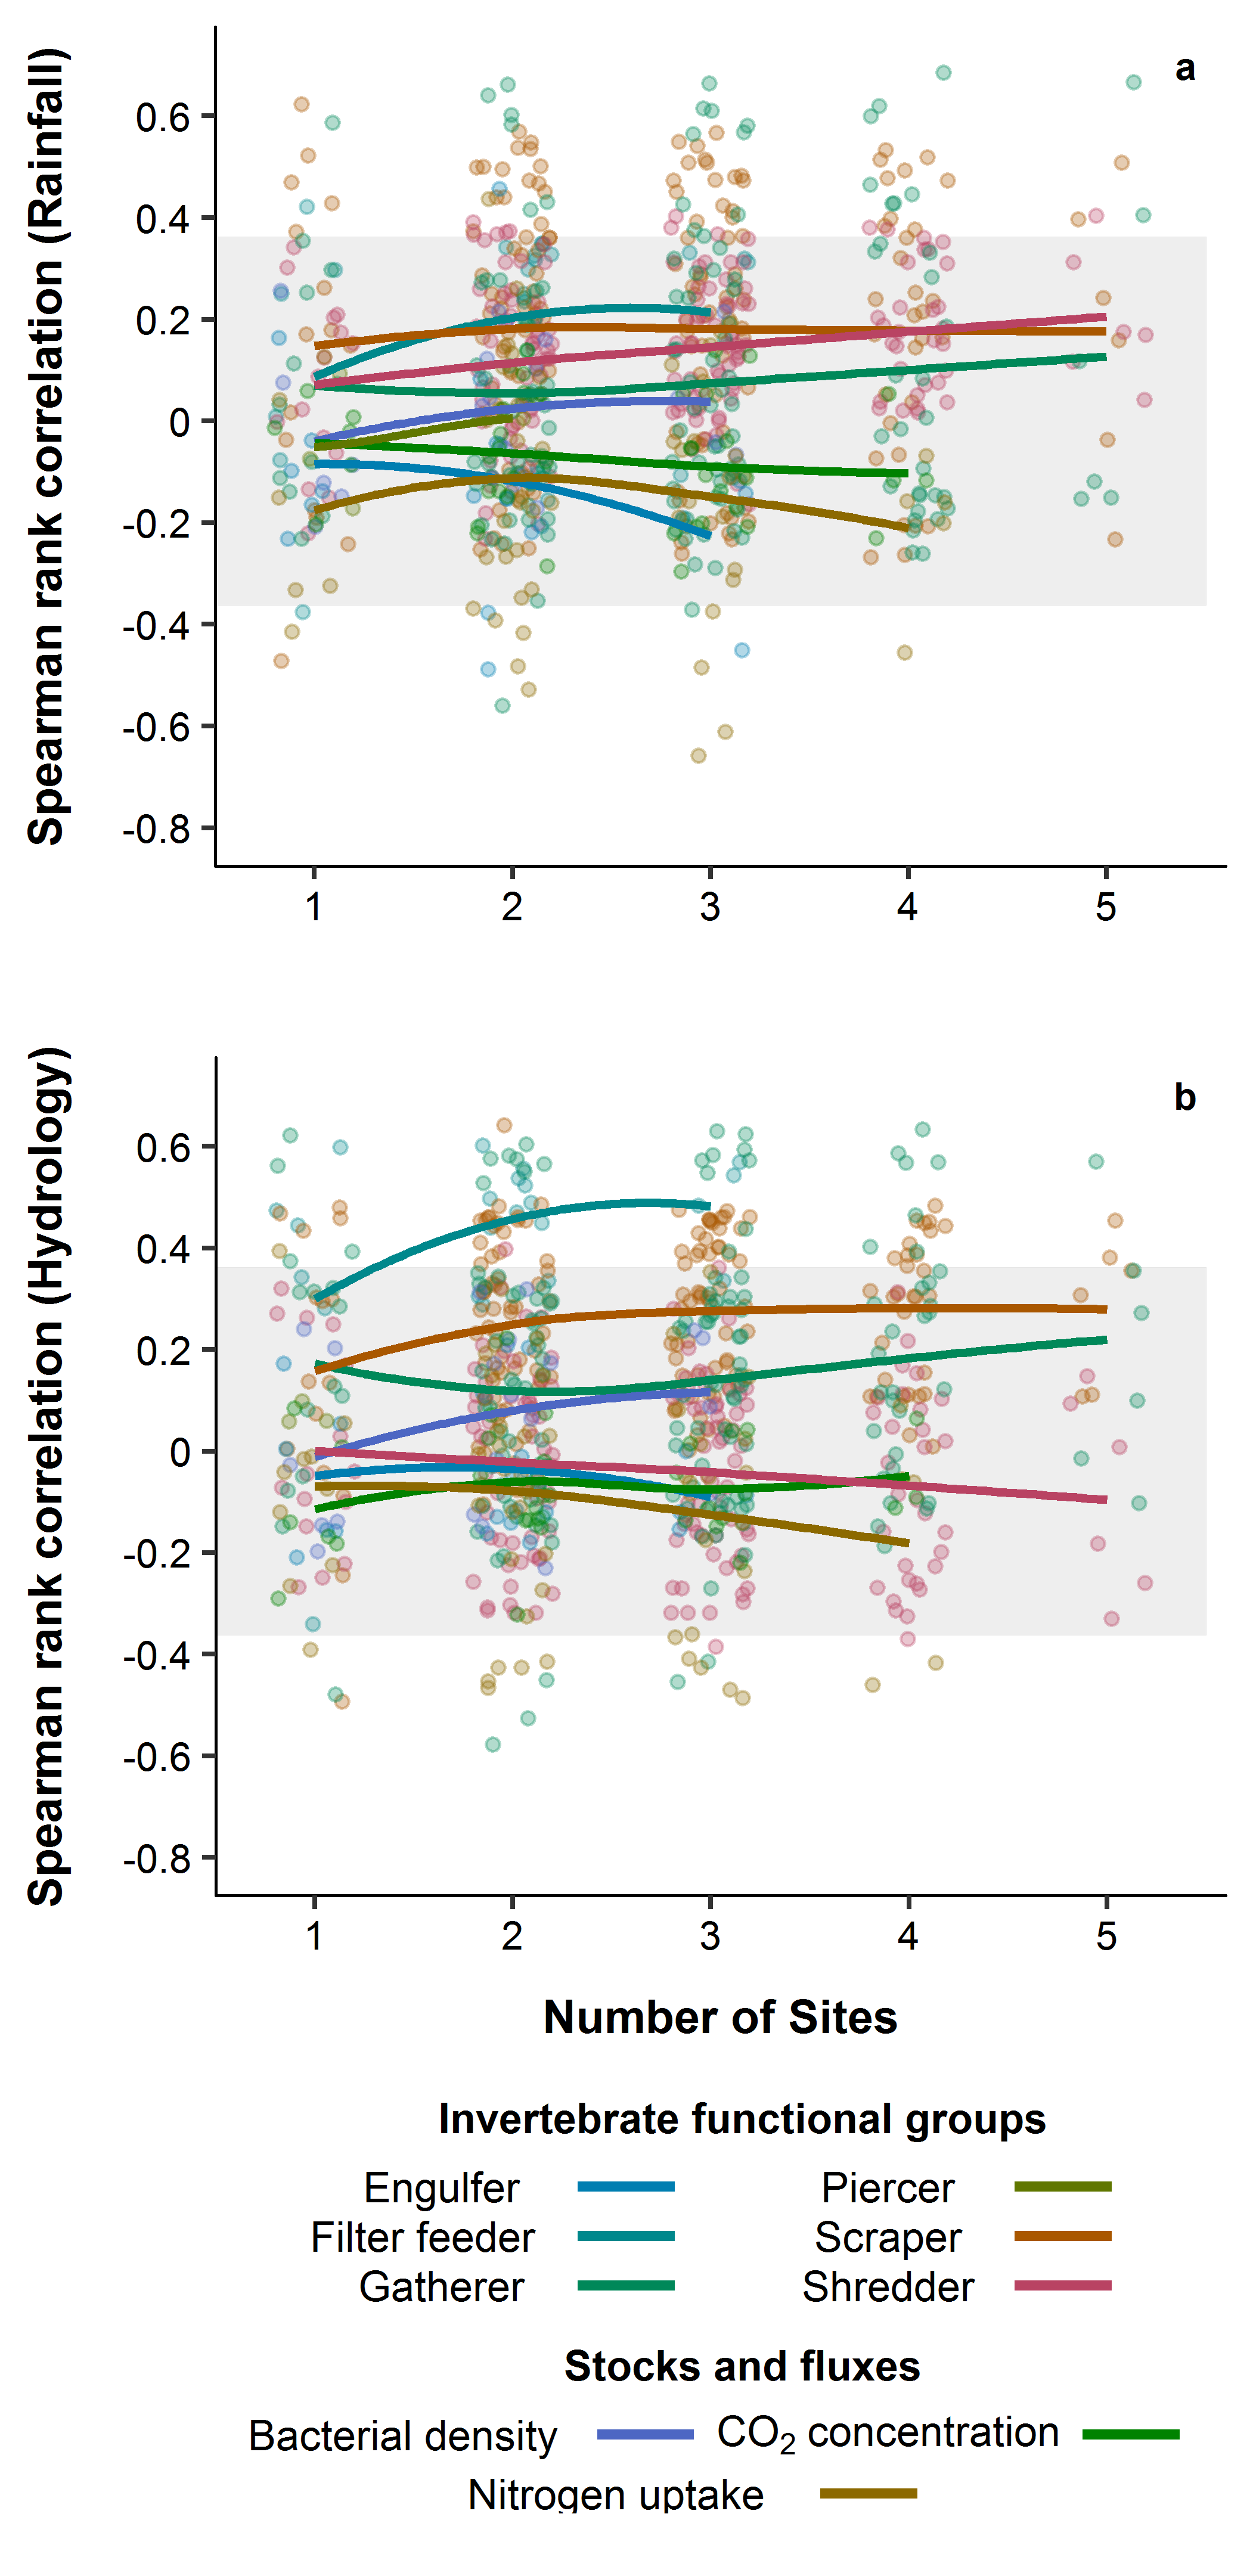 a
Spearman rank correlation (Rainfall)
0.6
0.4
0.2
0
-0.2
-0.4
-0.6
-0.8
1 2 3 4 5
b
Spearman rank correlation (Hydrology)
0.6
0.4
0.2
0
-0.2
-0.4
-0.6
-0.8
1 2 3 4 5
Number of Sites
Invertebrate functional groups
Engulfer Piercer
Filter feeder Scraper
Gatherer Shredder
Stocks and fluxes
Bacterial density CO₂ concentration
Nitrogen uptake